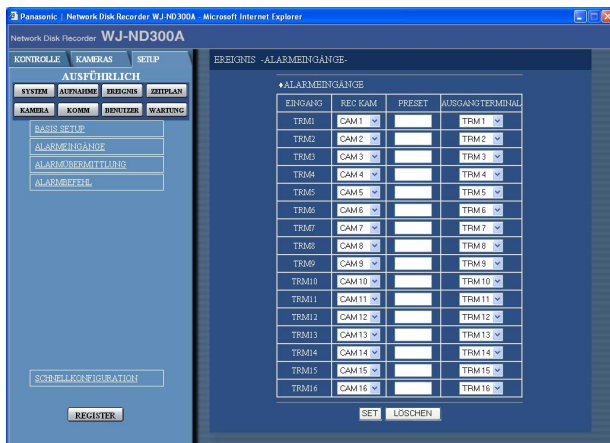 Panasonic | Network Disk Recorder WJ-ND300A - Microsoft Internet Explorer
Network Disk Recorder WJ-ND300A
KONTROLLE KAMERAS SETUP
AUSFÜHRLICH
SYSTEM AUFNAHME EREIGNIS ZEITPLAN
KAMERA KOMM BENUTZER WARTUNG
BASIS SETUP
ALARMEINGÄNGE
ALARMÜBERMITTLUNG
ALARMBEFEHL
SCHNELLKONFIGURATION
REGISTER
EREIGNIS -ALARMEINGÄNGE-
♦ALARMEINGÄNGE
EINGANG REC KAM PRESET AUSGANGTERMINAL
TRM1 CAM 1 TRM 1
TRM2 CAM 2 TRM 2
TRM3 CAM 3 TRM 3
TRM4 CAM 4 TRM 4
TRM5 CAM 5 TRM 5
TRM6 CAM 6 TRM 6
TRM7 CAM 7 TRM 7
TRM8 CAM 8 TRM 8
TRM9 CAM 9 TRM 9
TRM10 CAM 10 TRM 10
TRM11 CAM 11 TRM 11
TRM12 CAM 12 TRM 12
TRM13 CAM 13 TRM 13
TRM14 CAM 14 TRM 14
TRM15 CAM 15 TRM 15
TRM16 CAM 16 TRM 16
SET LÖSCHEN